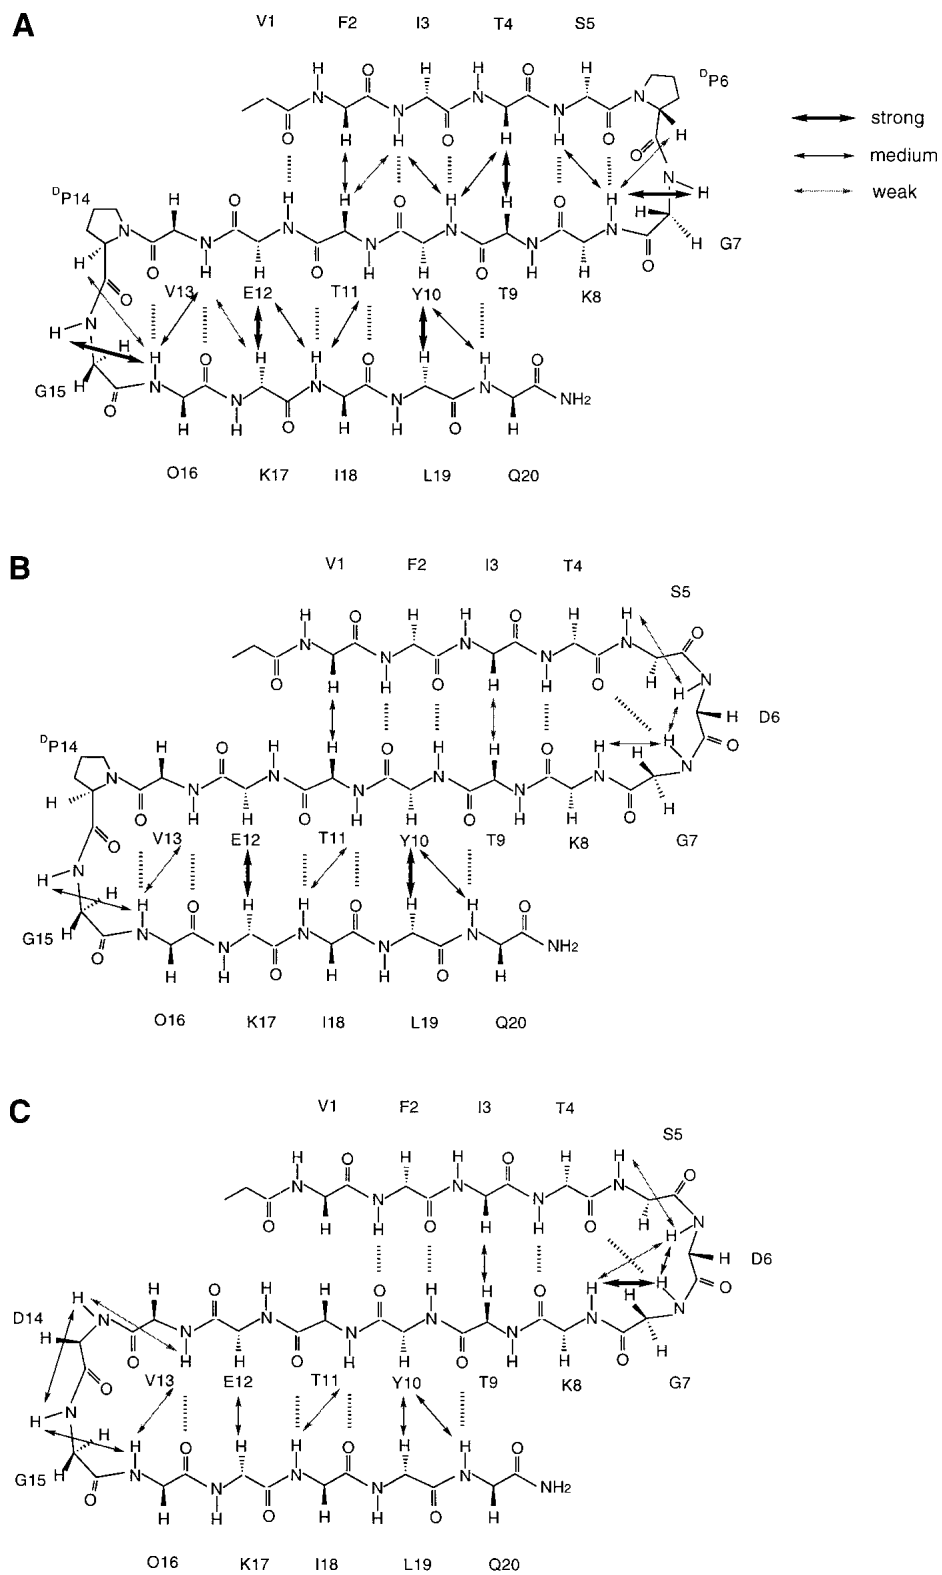 A
V1 F2 I3 T4 S5
DP6
strong
medium
weak
DP14
G7
V13 E12 T11 Y10 T9 K8
G15
NH2
O16 K17 I18 L19 Q20
B
V1 F2 I3 T4
S5
D6
DP14
V13 E12 T11 Y10 T9 K8 G7
G15
NH2
O16 K17 I18 L19 Q20
C
V1 F2 I3 T4
S5
D6
D14
V13 E12 T11 Y10 T9 K8 G7
G15
NH2
O16 K17 I18 L19 Q20